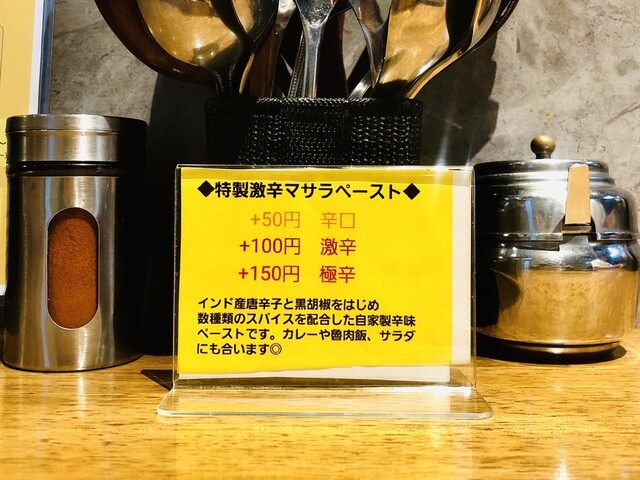 ◆特製激辛マサラペースト◆
+50円 辛口
+100円 激辛
+150円 極辛
インド産唐辛子と黒胡椒をはじめ
数種類のスパイスを配合した自家製辛味
ペーストです。カレーや魯肉飯、サラダ
にも合います◎